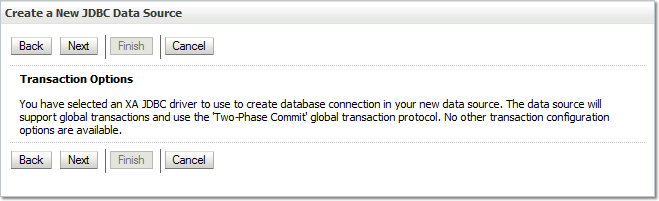 Create a New JDBC Data Source
Back Next Finish Cancel
Transaction Options
You have selected an XA JDBC driver to use to create database connection in your new data source. The data source will
support global transactions and use the 'Two-Phase Commit' global transaction protocol. No other transaction configuration
options are available.
Back Next Finish Cancel